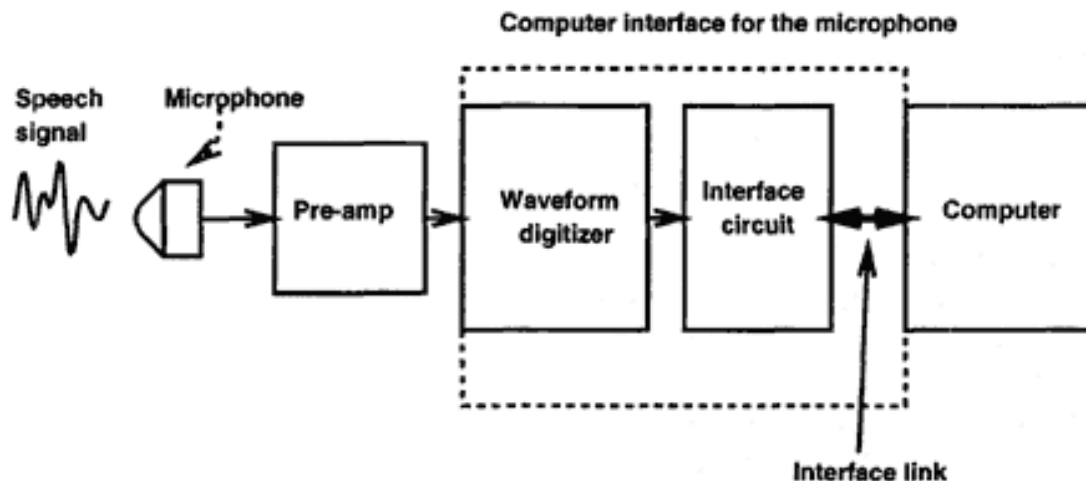 Computer interface for the microphone
Speech
signal
Microphone
Pre-amp
Waveform
digitizer
Interface
circuit
Computer
Interface link